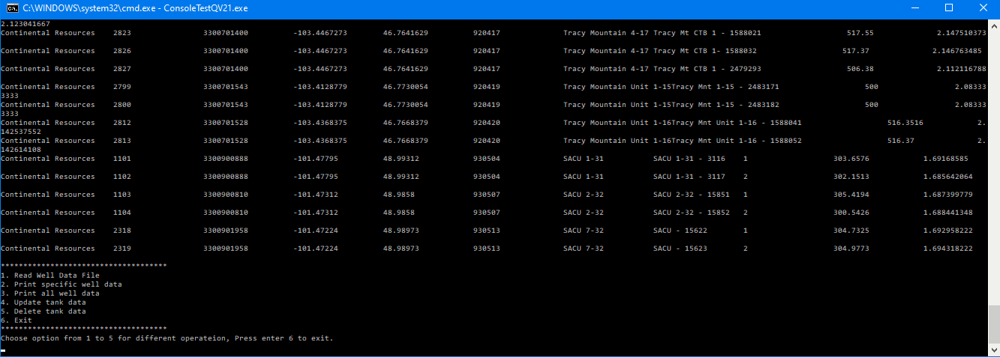 C:\WINDOWS\system32\cmd.exe - ConsoleTestQV21.exe
2.123041667
Continental Resources 2823 3300701400 -103.4467273 46.7641629 920417 Tracy Mountain 4-17 Tracy Mt CTB 1 - 1588021 517.55 2.147510373
Continental Resources 2826 3300701400 -103.4467273 46.7641629 920417 Tracy Mountain 4-17 Tracy Mt CTB 1- 1588032 517.37 2.146763485
Continental Resources 2827 3300701400 -103.4467273 46.7641629 920417 Tracy Mountain 4-17 Tracy Mt CTB 1 - 2479293 506.38 2.112116788
Continental Resources 2799 3300701543 -103.4128779 46.7730054 920419 Tracy Mountain Unit 1-15Tracy Mnt 1-15 - 2483171 500 2.08333
3333
Continental Resources 2800 3300701543 -103.4128779 46.7730054 920419 Tracy Mountain Unit 1-15Tracy Mnt 1-15 - 2483182 500 2.08333
3333
Continental Resources 2812 3300701528 -103.4368375 46.7668379 920420 Tracy Mountain Unit 1-16Tracy Mnt Unit 1-16 - 1588041 516.3516 2.
142537552
Continental Resources 2813 3300701528 -103.4368375 46.7668379 920420 Tracy Mountain Unit 1-16Tracy Mnt Unit 1-16 - 1588052 516.37 2.
142614108
Continental Resources 1101 3300900888 -101.47795 48.99312 930504 SACU 1-31 SACU 1-31 - 3116 1 303.6576 1.69168585
Continental Resources 1102 3300900888 -101.47795 48.99312 930504 SACU 1-31 SACU 1-31 - 3117 2 302.1513 1.685642064
Continental Resources 1103 3300900810 -101.47312 48.9858 930507 SACU 2-32 SACU 2-32 - 15851 1 305.4194 1.687399779
Continental Resources 1104 3300900810 -101.47312 48.9858 930507 SACU 2-32 SACU 2-32 - 15852 2 300.5426 1.688441348
Continental Resources 2318 3300901958 -101.47224 48.98973 930513 SACU 7-32 SACU - 15622 1 304.7325 1.692958222
Continental Resources 2319 3300901958 -101.47224 48.98973 930513 SACU 7-32 SACU - 15623 2 304.9773 1.694318222
*************************************
1. Read Well Data File
2. Print specific well data
3. Print all well data
4. Update tank data
5. Delete tank data
6. Exit
*************************************
Choose option from 1 to 5 for different operateion, Press enter 6 to exit.